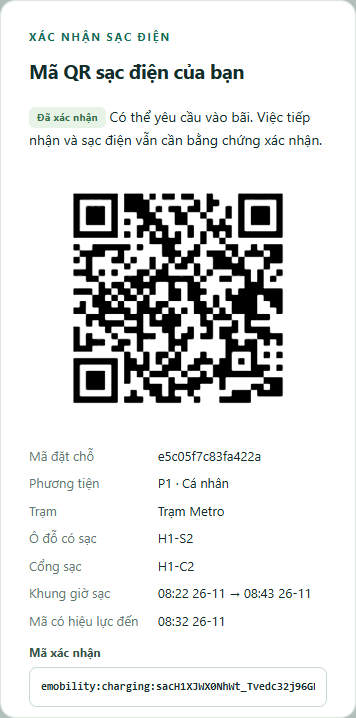 XÁC NHẬN SẠC ĐIỆN
Mã QR sạc điện của bạn
Đã xác nhận Có thể yêu cầu vào bãi. Việc tiếp
nhận và sạc điện vẫn cần bằng chứng xác nhận.
Mã đặt chỗ e5c05f7c83fa422a
Phương tiện P1 · Cá nhân
Trạm Trạm Metro
Ô đỗ có sạc H1-S2
Cổng sạc H1-C2
Khung giờ sạc 08:22 26-11 → 08:43 26-11
Mã có hiệu lực đến 08:32 26-11
Mã xác nhận
emobility:charging:sacH1XJWX0NhWt_Tvedc32j96G